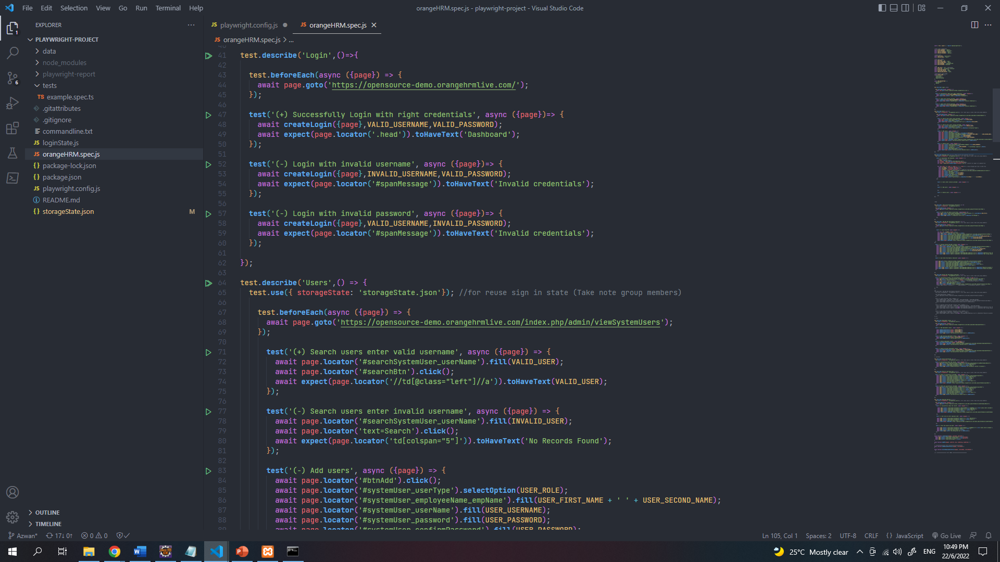 File Edit Selection View Go Run Terminal Help
orangeHRM.spec.js - playwright-project - Visual Studio Code
EXPLORER
PLAYWRIGHT-PROJECT
data
node_modules
playwright-report
tests
TS example.spec.ts
.gitattributes
.gitignore
commandline.txt
JS loginState.js
JS orangeHRM.spec.js
{} package-lock.json
{} package.json
JS playwright.config.js
README.md
{} storageState.json M
OUTLINE
TIMELINE
1
6
JS playwright.config.js
JS orangeHRM.spec.js
JS orangeHRM.spec.js > ...
40
41 test.describe('Login',()=>{
42
43 test.beforeEach(async ({page}) => {
44 await page.goto('https://opensource-demo.orangehrmlive.com/');
45 });
46
47 test('(+) Successfully Login with right credentials', async ({page})=> {
48 await createLogin({page},VALID_USERNAME,VALID_PASSWORD);
49 await expect(page.locator('.head')).toHaveText('Dashboard');
50 });
51
52 test('(-) Login with invalid username', async ({page})=> {
53 await createLogin({page},INVALID_USERNAME,VALID_PASSWORD);
54 await expect(page.locator('#spanMessage')).toHaveText('Invalid credentials');
55 });
56
57 test('(-) Login with invalid password', async ({page})=> {
58 await createLogin({page},VALID_USERNAME,INVALID_PASSWORD);
59 await expect(page.locator('#spanMessage')).toHaveText('Invalid credentials');
60 });
61
62 });
63
64 test.describe('Users',() => {
65 test.use({ storageState: 'storageState.json'}); //for reuse sign in state (Take note group members)
66
67 test.beforeEach(async ({page}) => {
68 await page.goto('https://opensource-demo.orangehrmlive.com/index.php/admin/viewSystemUsers');
69 });
70
71 test('(+) Search users enter valid username', async ({page}) => {
72 await page.locator('#searchSystemUser_userName').fill(VALID_USER);
73 await page.locator('#searchBtn').click();
74 await expect(page.locator('//td[@class="left"]//a')).toHaveText(VALID_USER);
75 });
76
77 test('(-) Search users enter invalid username', async ({page}) => {
78 await page.locator('#searchSystemUser_userName').fill(INVALID_USER);
79 await page.locator('text=Search').click();
80 await expect(page.locator('td[colspan="5"]')).toHaveText('No Records Found');
81 });
82
83 test('(-) Add users', async ({page}) => {
84 await page.locator('#btnAdd').click();
85 await page.locator('#systemUser_userType').selectOption(USER_ROLE);
86 await page.locator('#systemUser_employeeName_empName').fill(USER_FIRST_NAME + ' ' + USER_SECOND_NAME);
87 await page.locator('#systemUser_userName').fill(USER_USERNAME);
88 await page.locator('#systemUser_password').fill(USER_PASSWORD);
89 await page.locator('#systemUser_confirmPassword').fill(USER_PASSWORD);
Azwan* 17↓ 0↑ 0 0
Ln 105, Col 1 Spaces: 2 UTF-8 CRLF {} JavaScript Go Live
25°C Mostly clear ENG 10:49 PM
22/6/2022